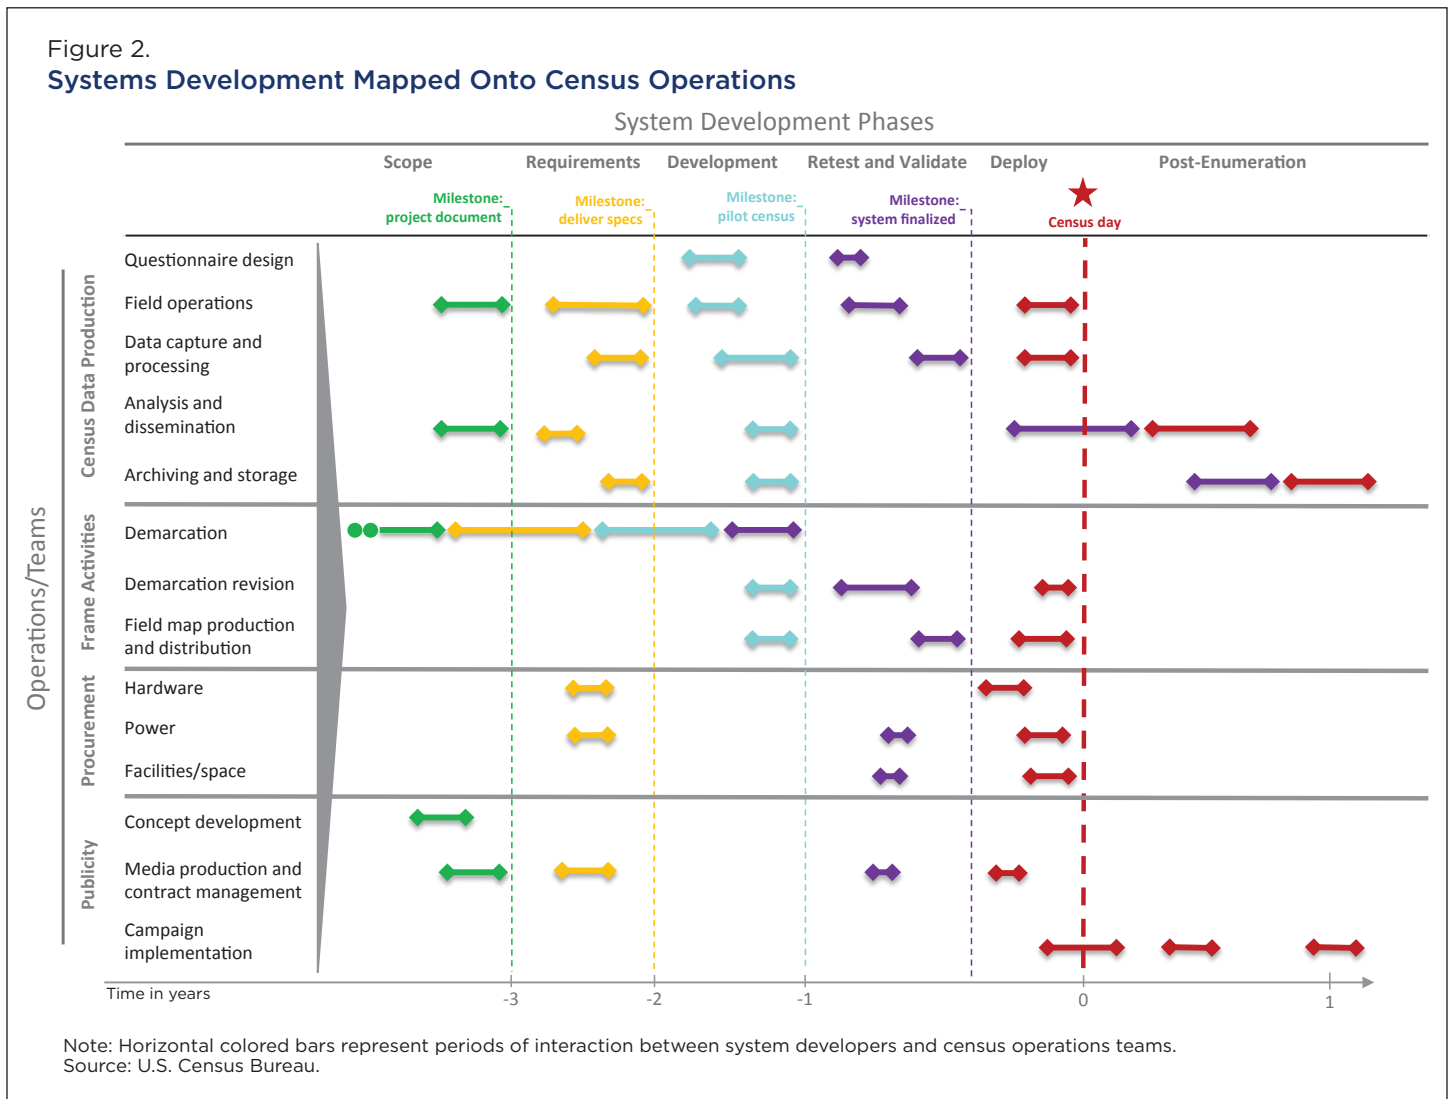 Figure 2.
Systems Development Mapped Onto Census Operations
System Development Phases
Scope
Requirements
Development
Retest and Validate
Deploy
Post-Enumeration
Milestone:
project document
Milestone:
deliver specs
Milestone:
pilot census
Milestone:
system finalized
Census day
Operations/Teams
Census Data Production
Questionnaire design
Field operations
Data capture and
processing
Analysis and
dissemination
Archiving and storage
Frame Activities
Demarcation
Demarcation revision
Field map production
and distribution
Procurement
Hardware
Power
Facilities/space
Publicity
Concept development
Media production and
contract management
Campaign
implementation
Time in years
-3
-2
-1
0
1
Note: Horizontal colored bars represent periods of interaction between system developers and census operations teams.
Source: U.S. Census Bureau.